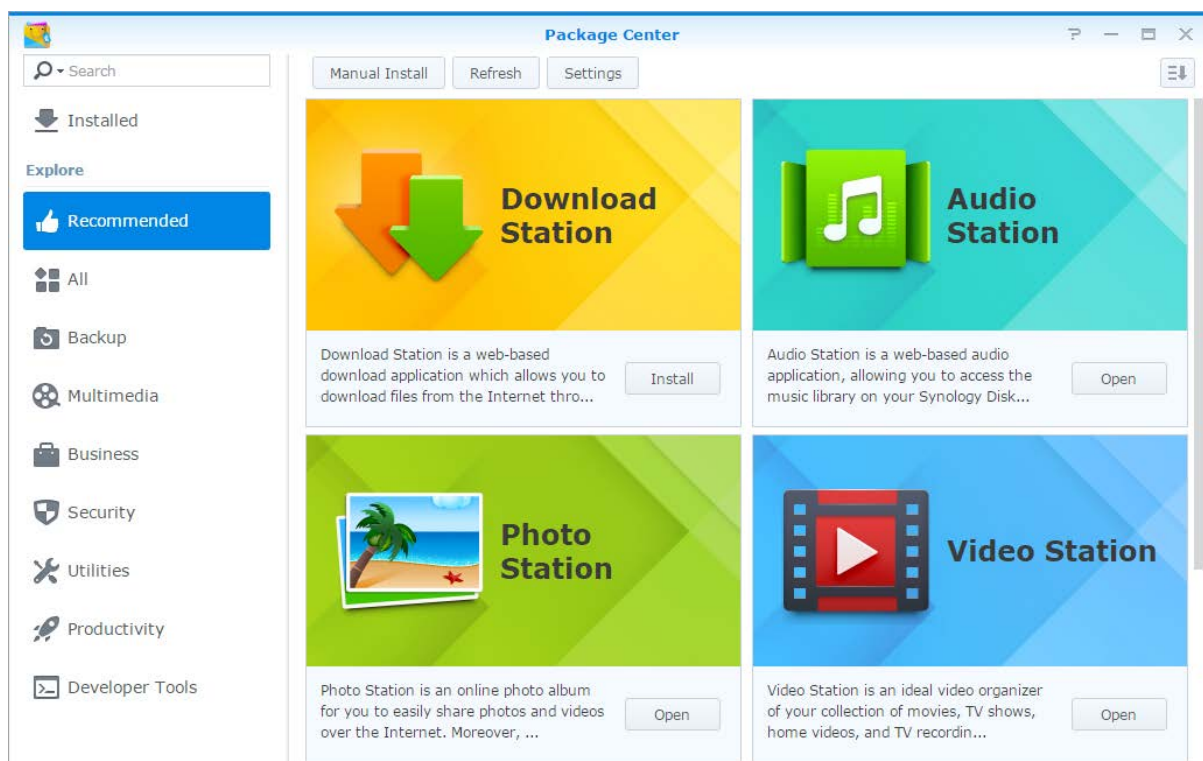 Package Center
Search
Manual Install
Refresh
Settings
Installed
Explore
Recommended
All
Backup
Multimedia
Business
Security
Utilities
Productivity
Developer Tools
Download
Station
Download Station is a web-based
download application which allows you to
download files from the Internet thro...
Install
Audio
Station
Audio Station is a web-based audio
application, allowing you to access the
music library on your Synology Disk...
Open
Photo
Station
Photo Station is an online photo album
for you to easily share photos and videos
over the Internet. Moreover, ...
Open
Video Station
Video Station is an ideal video organizer
of your collection of movies, TV shows,
home videos, and TV recordin...
Open